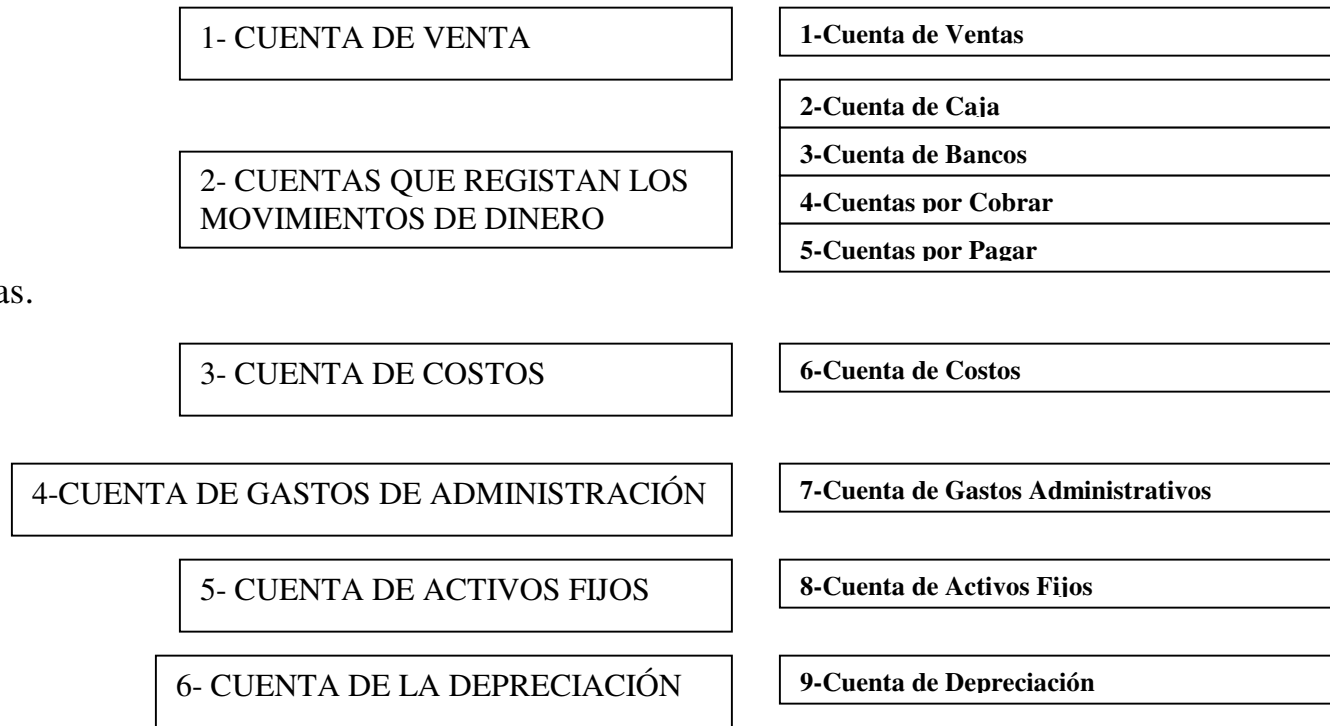 1- CUENTA DE VENTA
1-Cuenta de Ventas
2-Cuenta de Caja
2- CUENTAS QUE REGISTAN LOS
MOVIMIENTOS DE DINERO
3-Cuenta de Bancos
4-Cuentas por Cobrar
5-Cuentas por Pagar
as.
3- CUENTA DE COSTOS
6-Cuenta de Costos
4-CUENTA DE GASTOS DE ADMINISTRACIÓN
7-Cuenta de Gastos Administrativos
5- CUENTA DE ACTIVOS FIJOS
8-Cuenta de Activos Fijos
6- CUENTA DE LA DEPRECIACIÓN
9-Cuenta de Depreciación